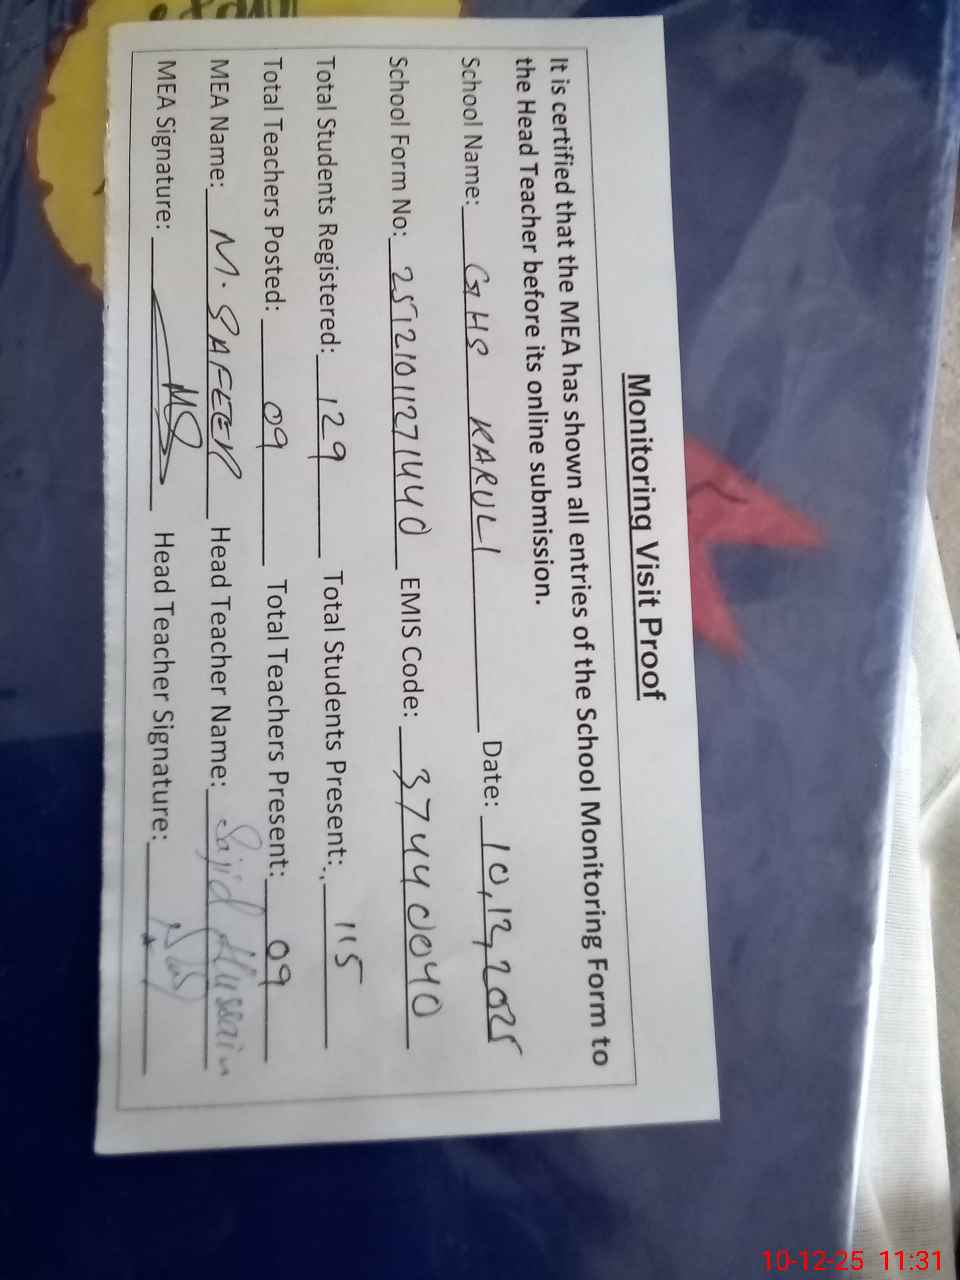 Monitoring Visit Proof
It is certified that the MEA has shown all entries of the School Monitoring Form to
the Head Teacher before its online submission.
School Name: GHS KARULI Date: 10,12,2025
School Form No: 25121011271440 EMIS Code: 37440040
Total Students Registered: 129 Total Students Present: 115
Total Teachers Posted: 09 Total Teachers Present: 09
MEA Name: M. SAFEER Head Teacher Name: Sajid Hussain
MEA Signature: MS Head Teacher Signature:
10-12-25 11:31